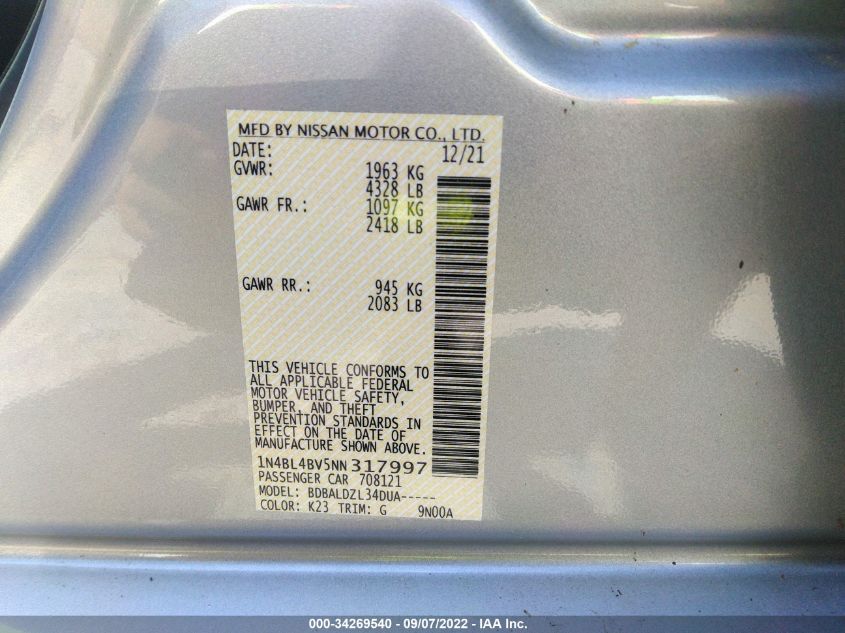 MFD BY NISSAN MOTOR CO., LTD.
DATE: 12/21
GVWR: 1963 KG
4328 LB
GAWR FR.: 1097 KG
2418 LB
GAWR RR.: 945 KG
2083 LB
THIS VEHICLE CONFORMS TO
ALL APPLICABLE FEDERAL
MOTOR VEHICLE SAFETY,
BUMPER, AND THEFT
PREVENTION STANDARDS IN
EFFECT ON THE DATE OF
MANUFACTURE SHOWN ABOVE.
1N4BL4BV5NN317997
PASSENGER CAR 708121
MODEL: BDBALDZL34DUA-----
COLOR: K23 TRIM: G 9N00A
000-34269540 - 09/07/2022 - IAA Inc.